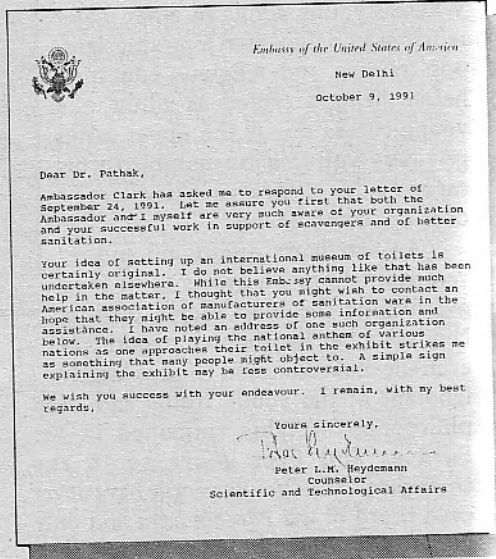 Embassy of the United States of America
New Delhi
October 9, 1991
Dear Dr. Pathak,
Ambassador Clark has asked me to respond to your letter of
September 24, 1991. Let me assure you first that both the
Ambassador and I myself are very much aware of your organization
and your successful work in support of scavengers and of better
sanitation.
Your idea of setting up an international museum of toilets is
certainly original. I do not believe anything like that has been
undertaken elsewhere. While this Embassy cannot provide much
help in the matter, I thought that you might wish to contact an
American association of manufacturers of sanitation ware in the
hope that they might be able to provide some information and
assistance. I have noted an address of one such organization
below. The idea of playing the national anthem of various
nations as one approaches their toilet in the exhibit strikes me
as something that many people might object to. A simple sign
explaining the exhibit may be less controversial.
We wish you success with your endeavour. I remain, with my best
regards,
Yours sincerely,
Peter L.M. Heydemann
Counselor
Scientific and Technological Affairs